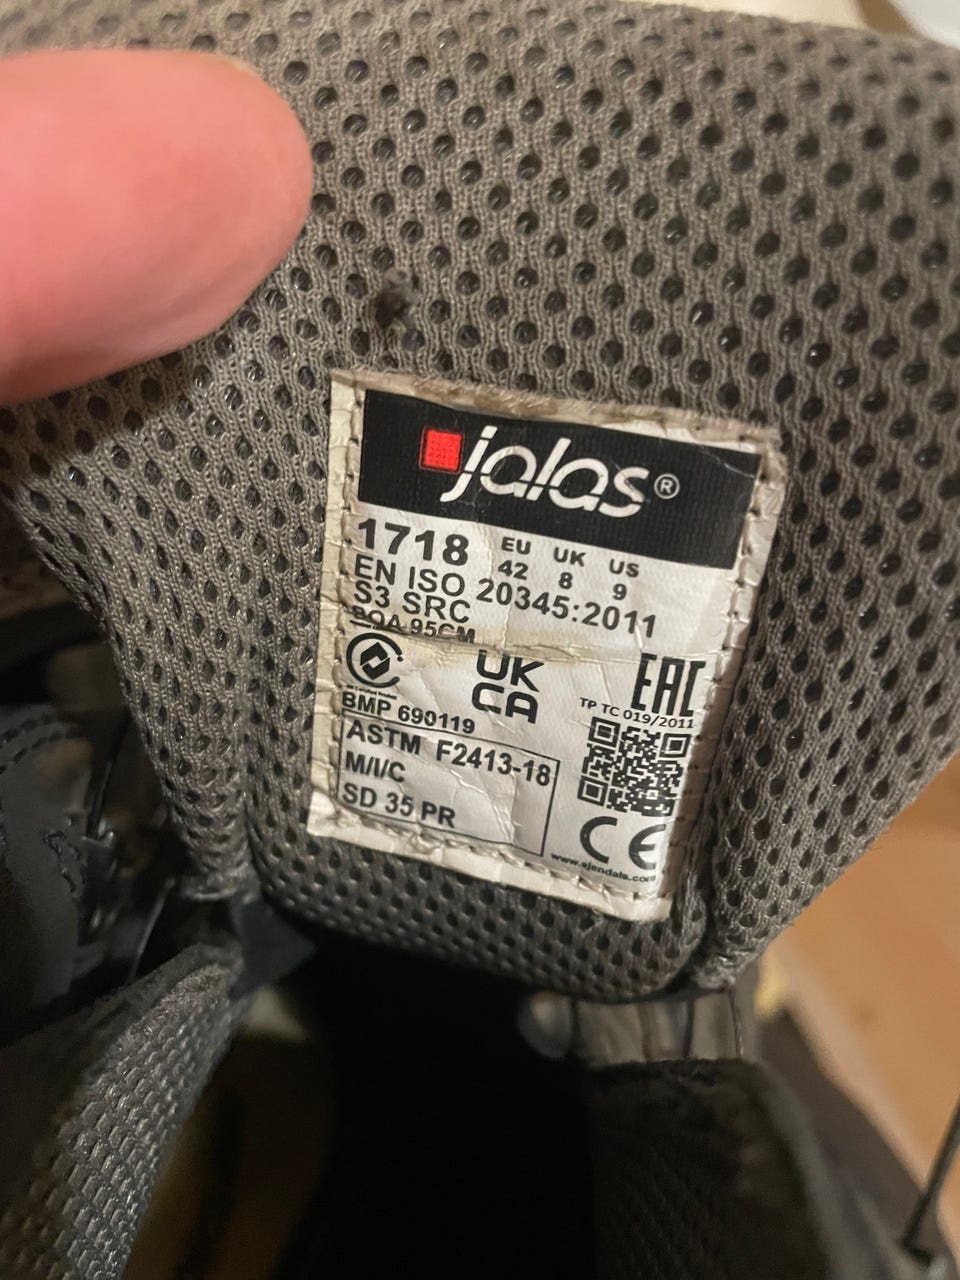 jalas®
1718 EU 42 UK 8 US 9
EN ISO 20345:2011
S3 SRC
BOA 95CM
UK
CA
EAC
TP TC 019/2011
BMP 690119
ASTM F2413-18
M/I/C
SD 35 PR
CE
www.ejendals.com